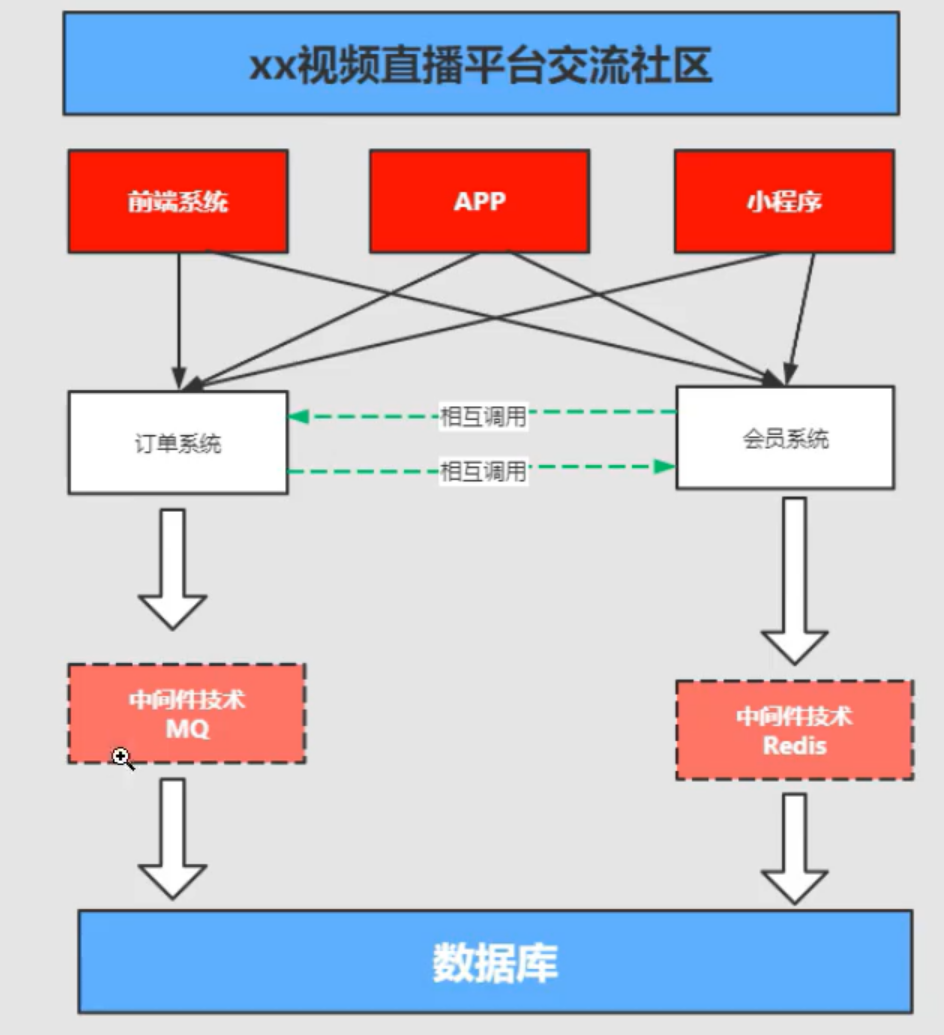 xx视频直播平台交流社区
前端系统
APP
小程序
相互调用
订单系统
会员系统
相互调用
中间件技术
MQ
中间件技术
Redis
数据库